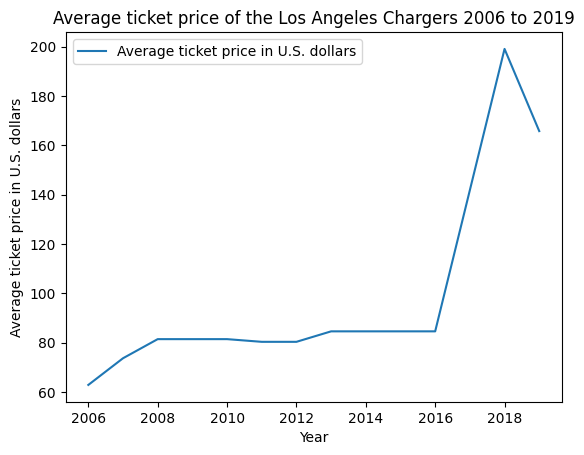 Average ticket price of the Los Angeles Chargers 2006 to 2019
Average ticket price in U.S. dollars
Average ticket price in U.S. dollars
200
180
160
140
120
100
80
60
2006 2008 2010 2012 2014 2016 2018
Year